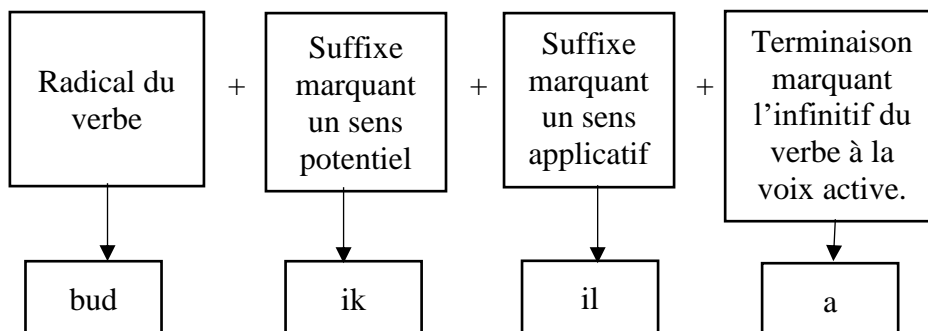 Radical du
verbe
+
Suffixe
marquant
un sens
potentiel
+
Suffixe
marquant
un sens
applicatif
+
Terminaison
marquant
l’infinitif du
verbe à la
voix active.
bud
ik
il
a